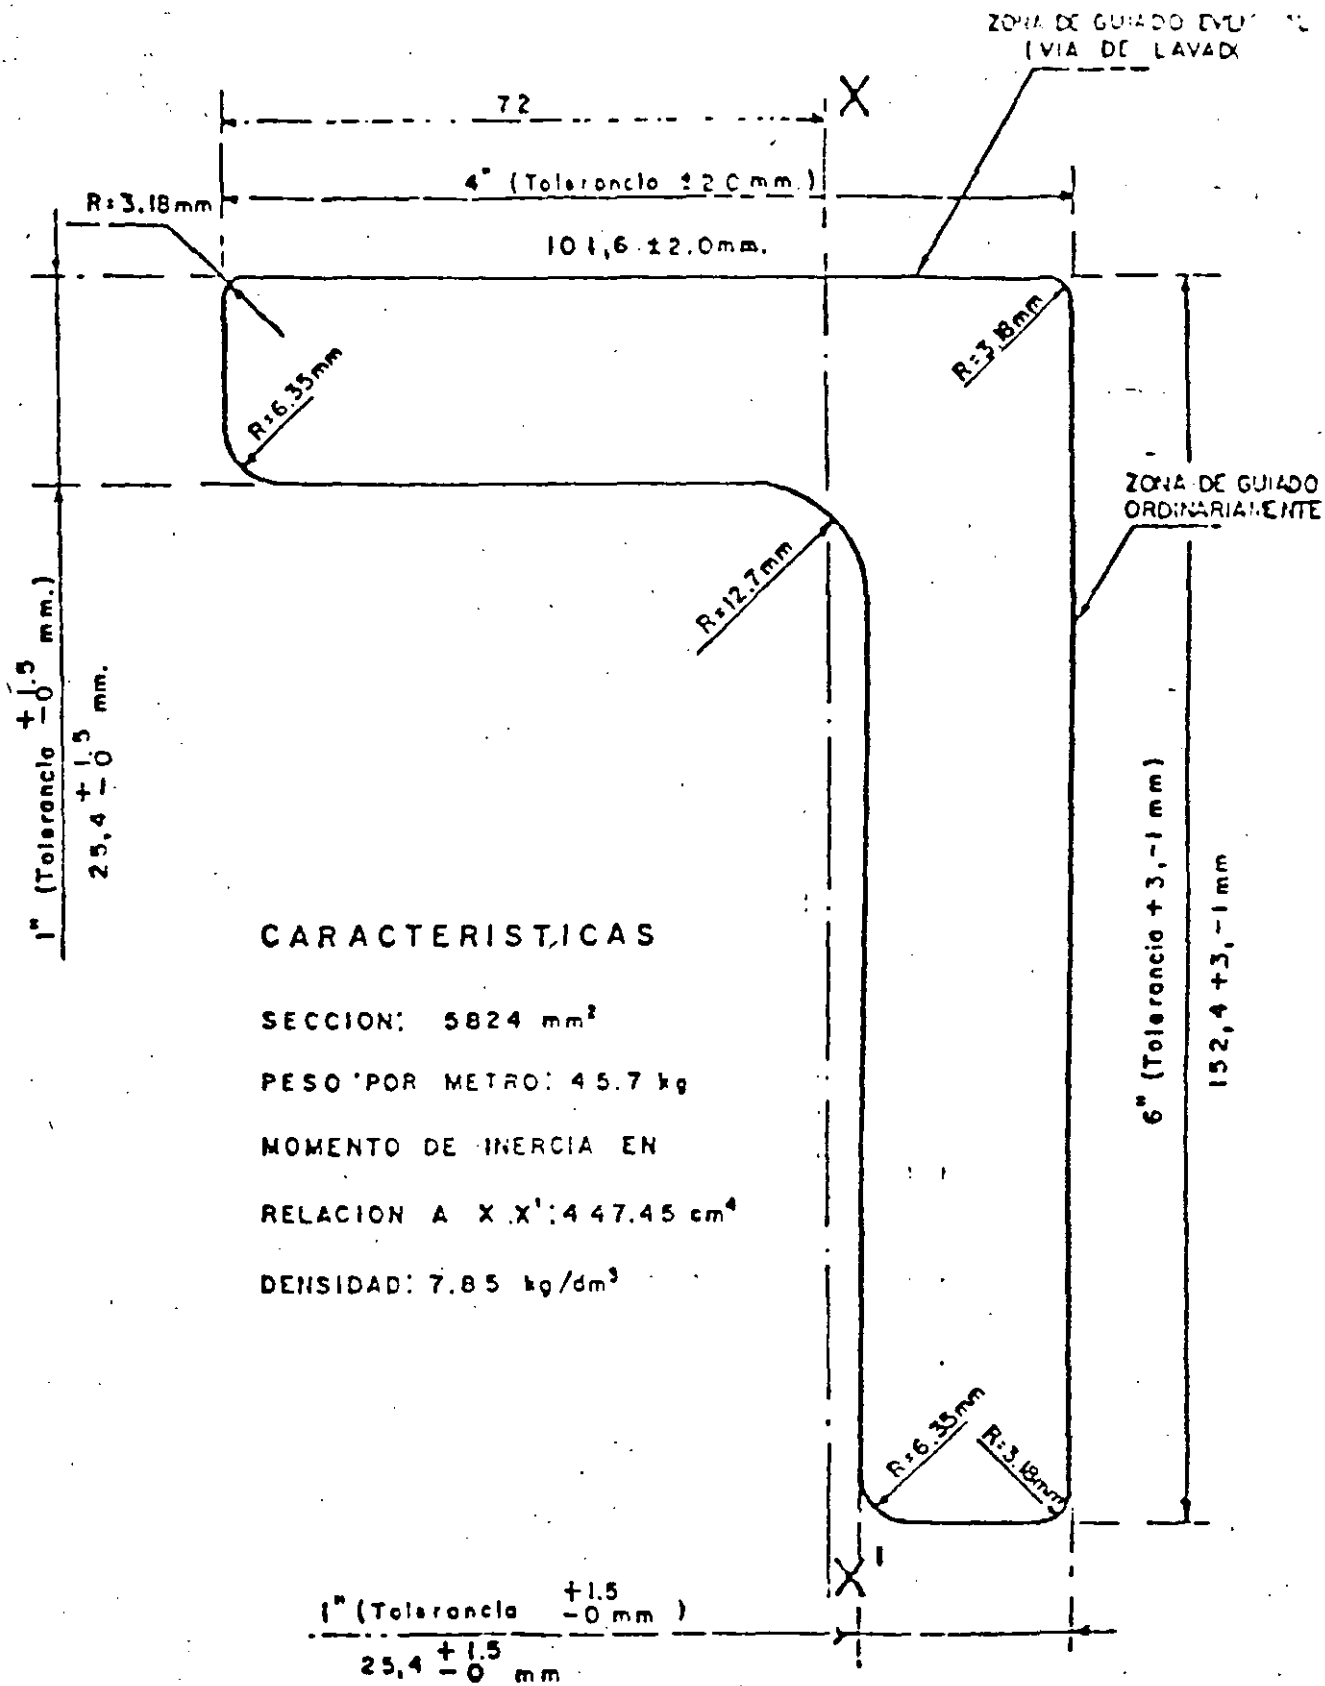 ZONA DE GUIADO
(VIA DE LAVADO
72
X
4" (Tolerancia ±2.0 mm.)
R=3.18mm
101,6 ±2.0mm.
R=3.18mm
R=6.35mm
ZONA DE GUIADO
ORDINARIAMENTE
R=12.7mm
1" (Tolerancia +1.5 -0 mm.)
25,4 +1.5 -0 mm.
6" (Tolerancia +3,-1mm)
152,4 +3,-1mm
CARACTERISTICAS
SECCION: 5824 mm²
PESO POR METRO: 45.7 kg
MOMENTO DE INERCIA EN
RELACION A X X': 447.45 cm⁴
DENSIDAD: 7.85 kg/dm³
R=6.35mm
R=3.18mm
X'
1" (Tolerancia +1.5 -0 mm)
25,4 +1.5 -0 mm